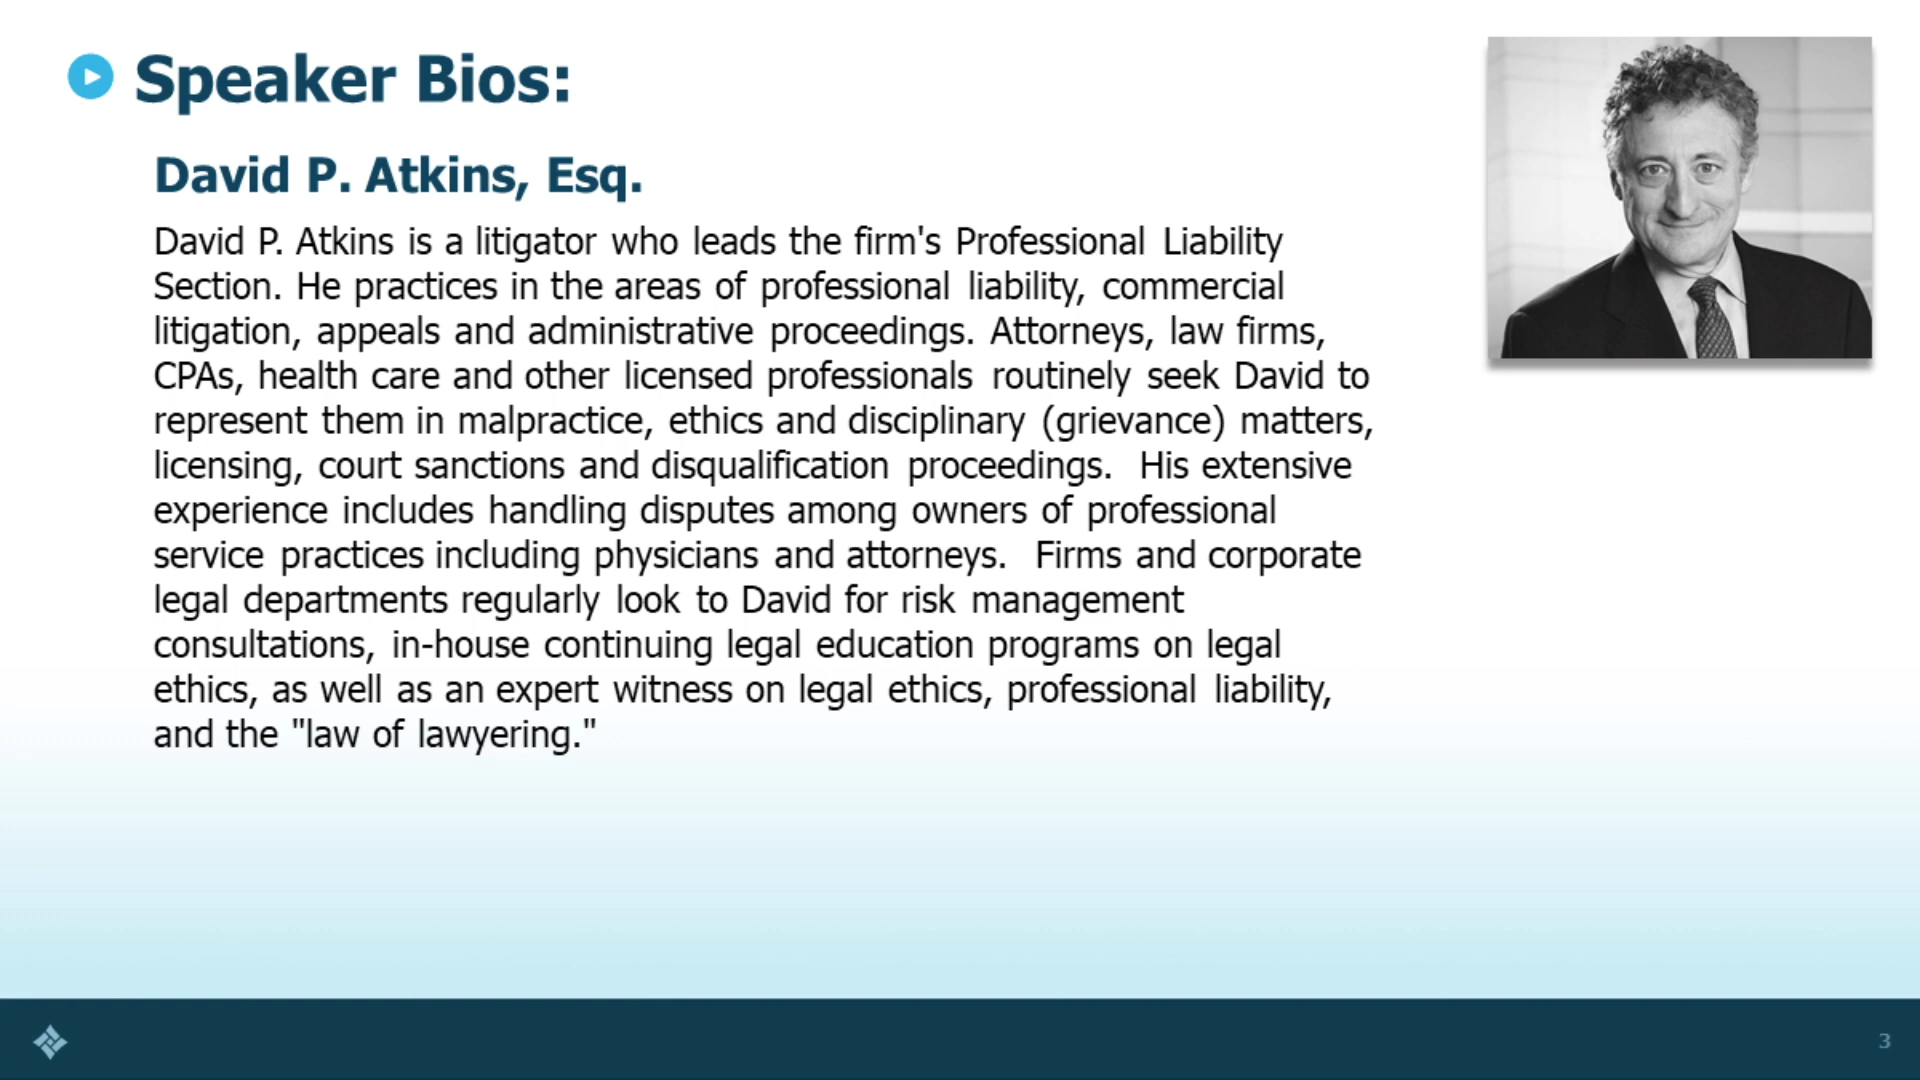 Speaker Bios:
David P. Atkins, Esq.
David P. Atkins is a litigator who leads the firm's Professional Liability
Section. He practices in the areas of professional liability, commercial
litigation, appeals and administrative proceedings. Attorneys, law firms,
CPAs, health care and other licensed professionals routinely seek David to
represent them in malpractice, ethics and disciplinary (grievance) matters,
licensing, court sanctions and disqualification proceedings.  His extensive
experience includes handling disputes among owners of professional
service practices including physicians and attorneys.  Firms and corporate
legal departments regularly look to David for risk management
consultations, in-house continuing legal education programs on legal
ethics, as well as an expert witness on legal ethics, professional liability,
and the "law of lawyering."
3